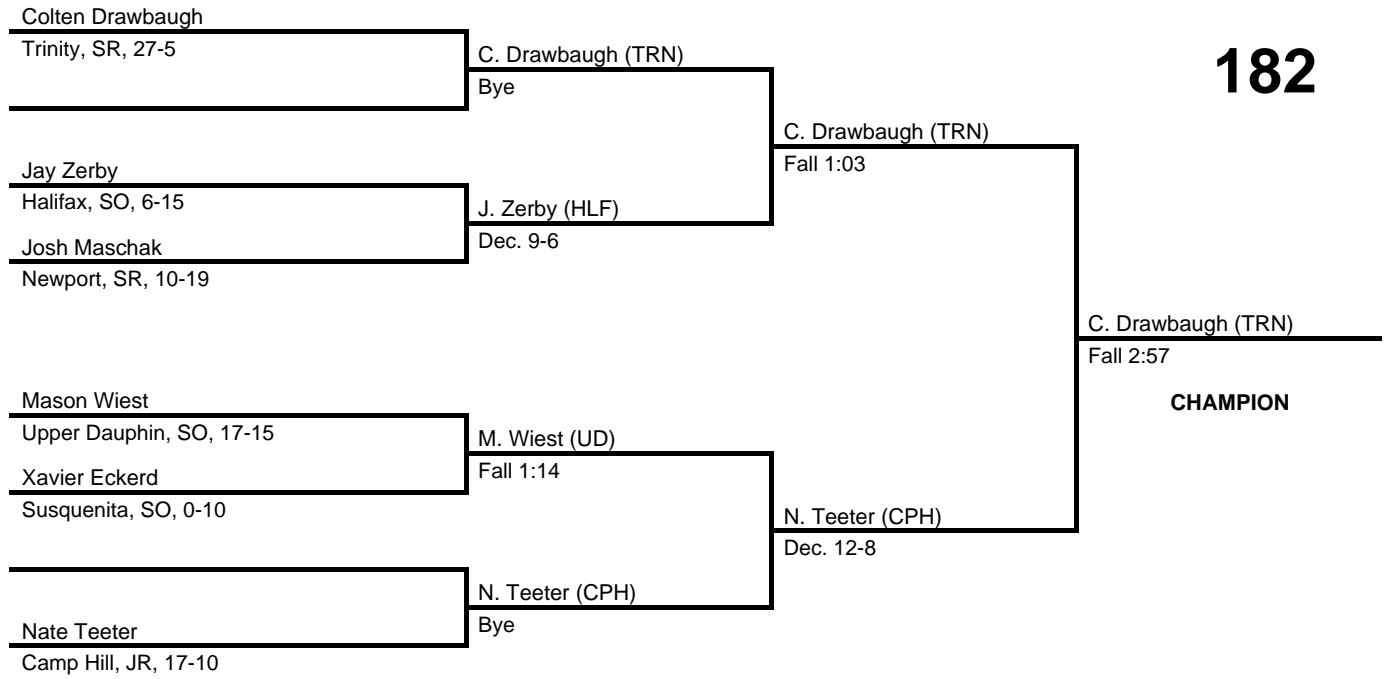 Colten Drawbaugh
Trinity, SR, 27-5
C. Drawbaugh (TRN)
Bye
182
C. Drawbaugh (TRN)
Fall 1:03
Jay Zerby
Halifax, SO, 6-15
J. Zerby (HLF)
Dec. 9-6
Josh Maschak
Newport, SR, 10-19
C. Drawbaugh (TRN)
Fall 2:57
CHAMPION
Mason Wiest
Upper Dauphin, SO, 17-15
M. Wiest (UD)
Fall 1:14
Xavier Eckerd
Susquenita, SO, 0-10
N. Teeter (CPH)
Dec. 12-8
N. Teeter (CPH)
Bye
Nate Teeter
Camp Hill, JR, 17-10